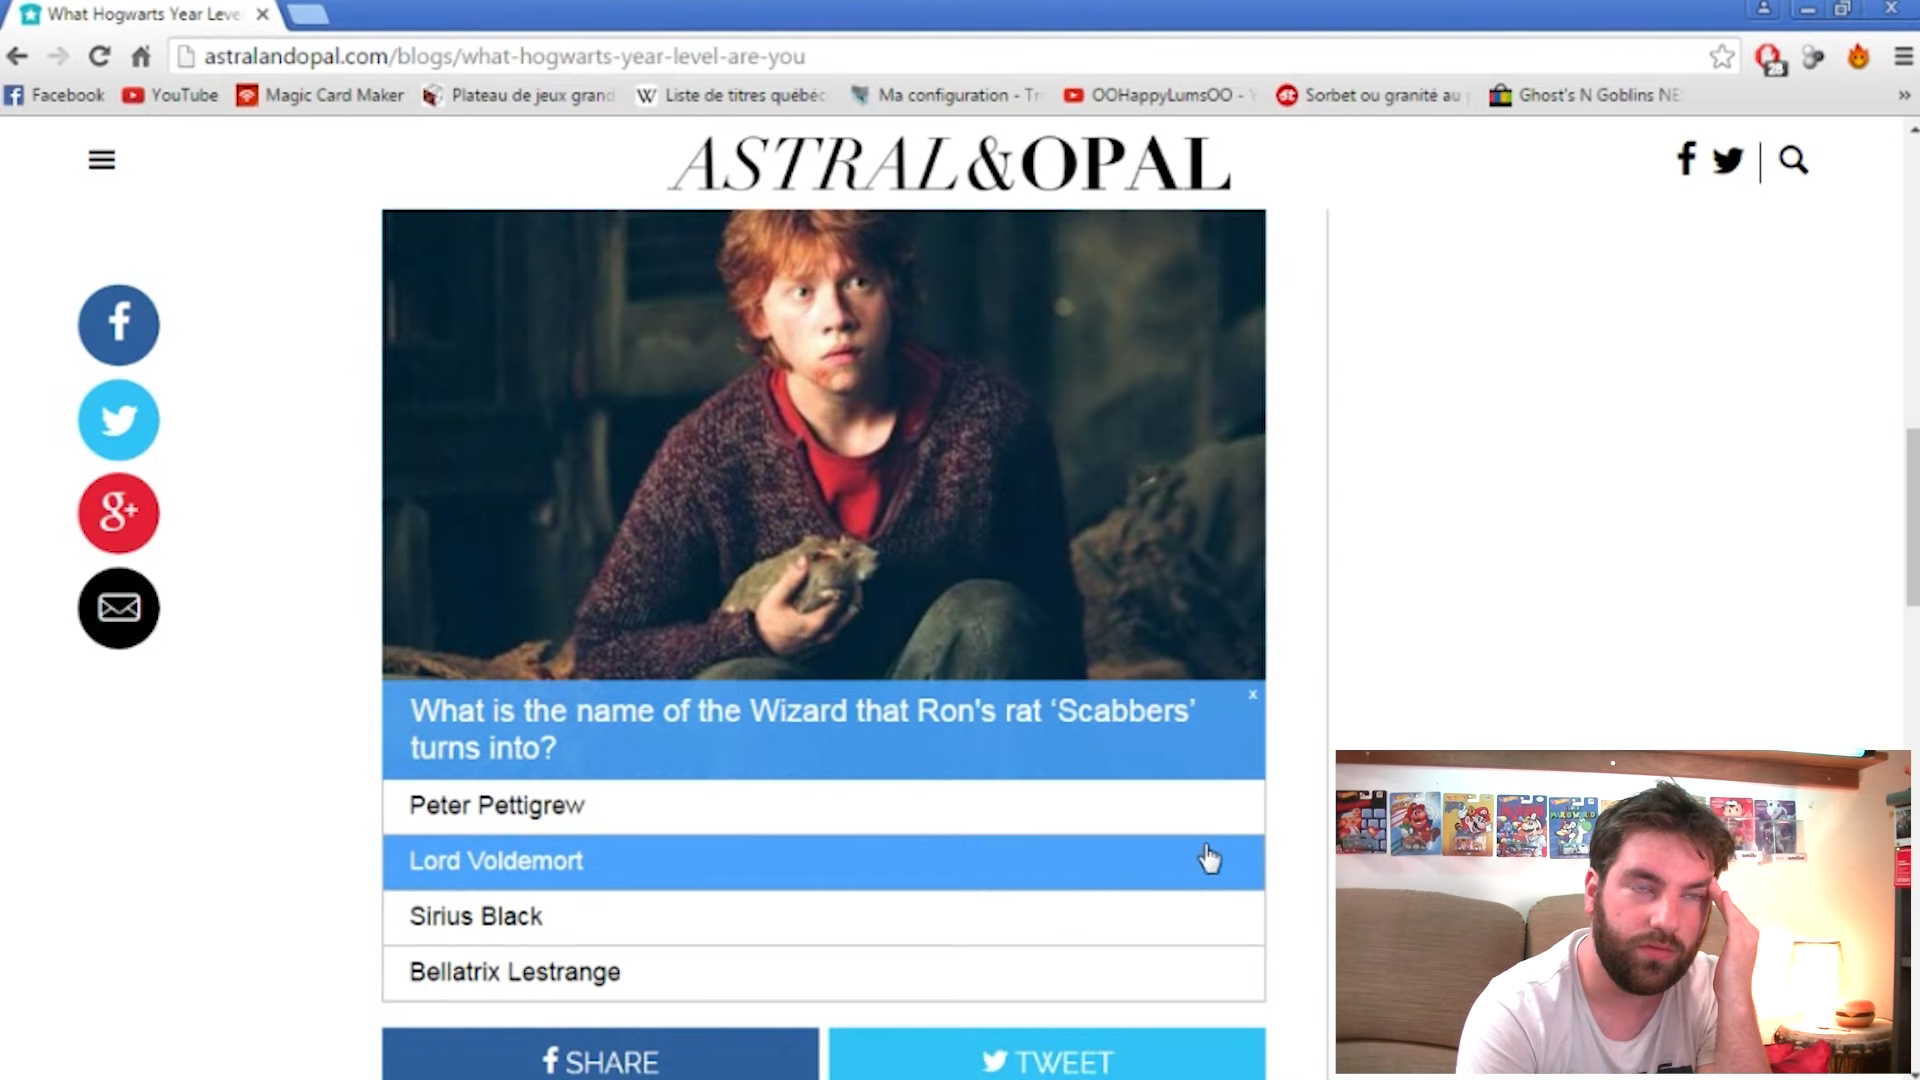 What Hogwarts Year Leve
astralandopal.com/blogs/what-hogwarts-year-level-are-you
28
Facebook YouTube Magic Card Maker Plateau de jeux grand Liste de titres québéc Ma configuration - Tr OOHappyLumsOO - Y Sorbet ou granité au Ghost's N Goblins NE
ASTRAL&OPAL
What is the name of the Wizard that Ron's rat ‘Scabbers’
turns into?
x
Peter Pettigrew
Lord Voldemort
Sirius Black
Bellatrix Lestrange
SHARE
TWEET